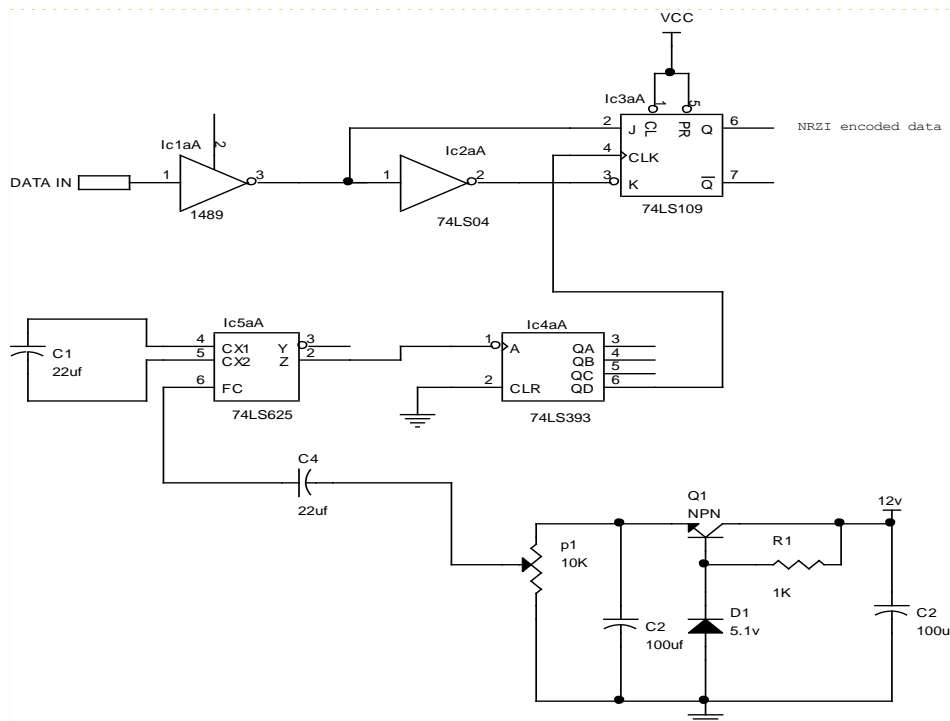 VCC
Ic3aA
1
5
2
J
CL
PR
Q
6
NRZI encoded data
4
CLK
3
K
Q
7
74LS109
Ic1aA
2
DATA IN
1
3
1489
Ic2aA
1
2
74LS04
Ic5aA
4
CX1
Y
3
5
CX2
Z
2
6
FC
74LS625
C1
22uf
Ic4aA
1
A
QA
3
QB
4
QC
5
2
CLR
QD
6
74LS393
C4
22uf
p1
10K
Q1
NPN
12v
R1
1K
C2
100uf
D1
5.1v
C2
100u